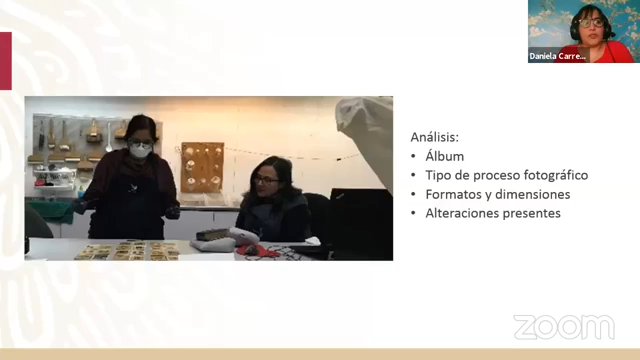 Daniela Carre...
Análisis:
• Álbum
• Tipo de proceso fotográfico
• Formatos y dimensiones
• Alteraciones presentes
zoom